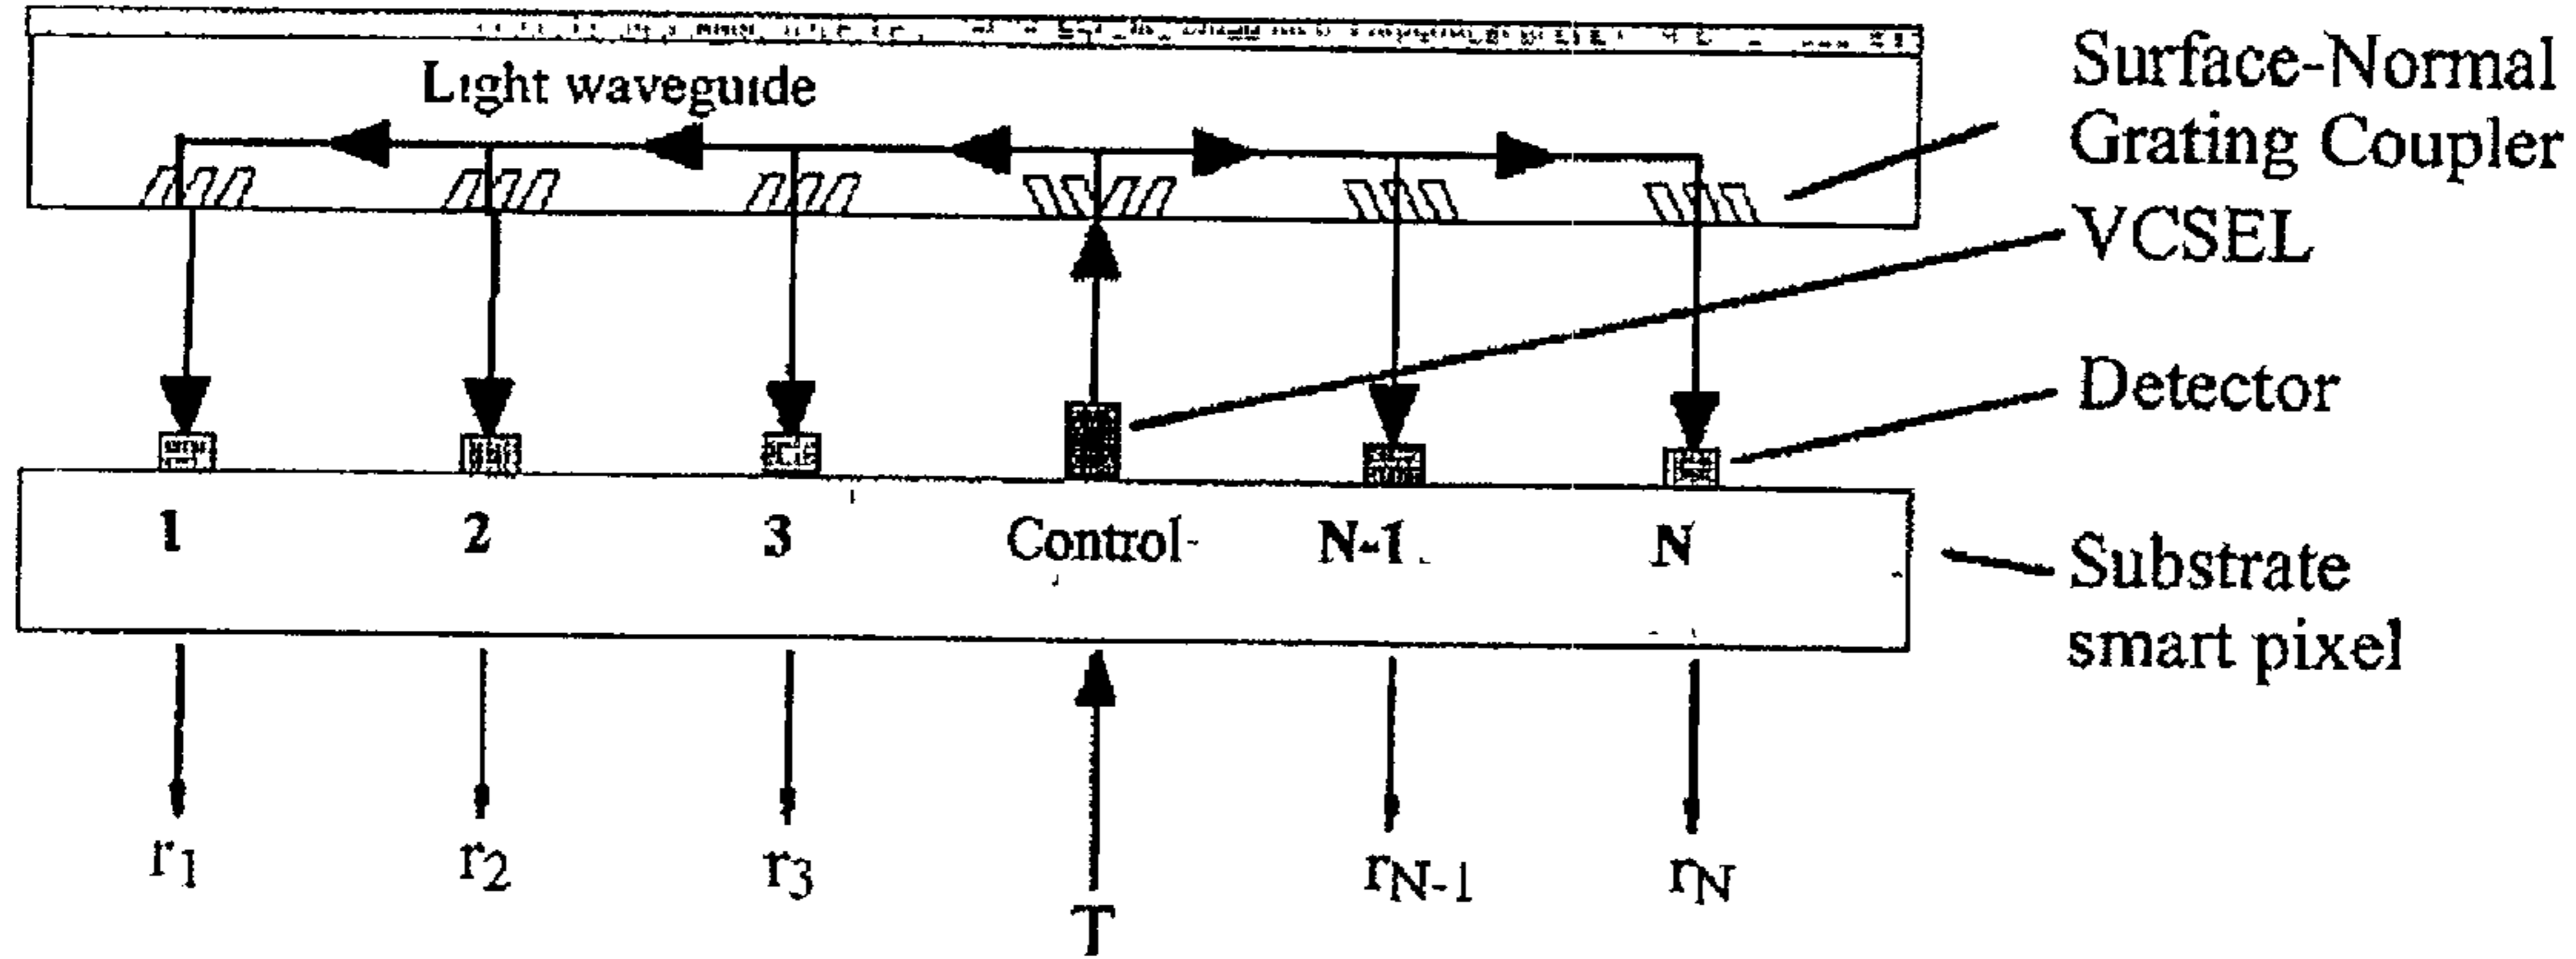 Light waveguide
Surface-Normal
Grating Coupler
VCSEL
Detector
1 2 3 Control N-1 N
Substrate
smart pixel
r1 r2 r3 rN-1 rN
T